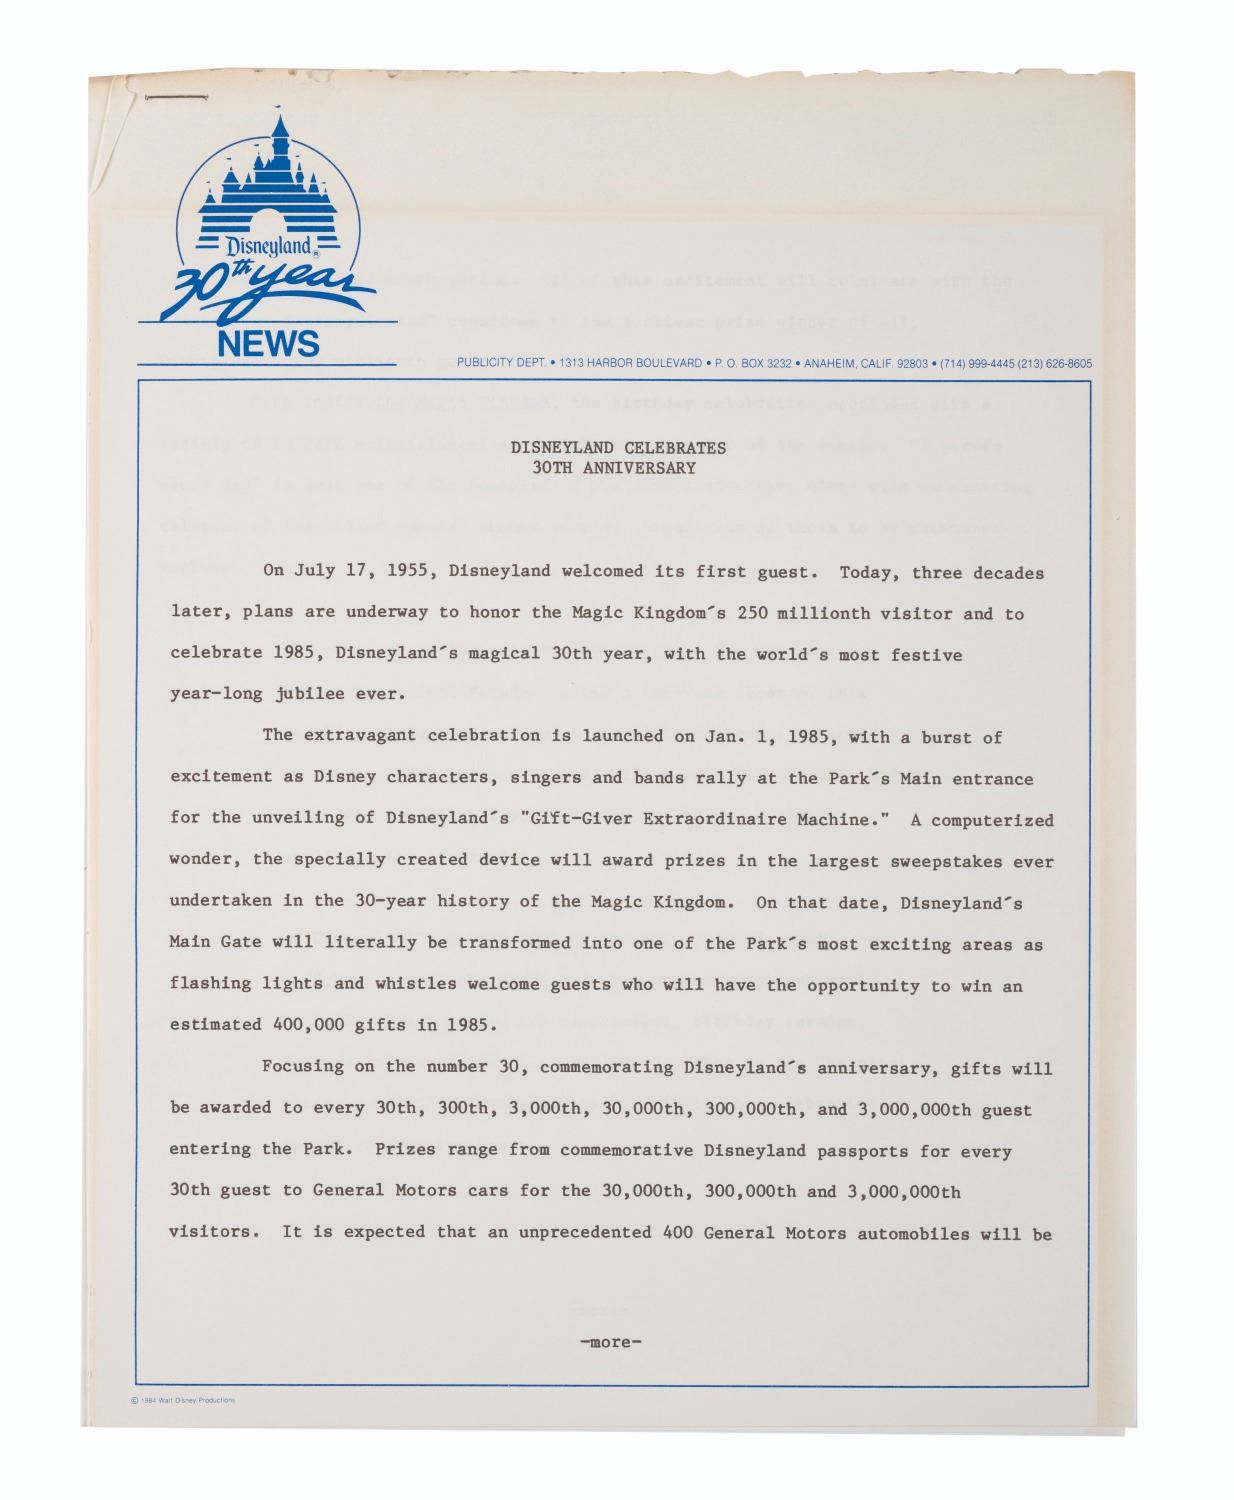 Disneyland®
30th year
NEWS
PUBLICITY DEPT. • 1313 HARBOR BOULEVARD • P. O. BOX 3232 • ANAHEIM, CALIF. 92803 • (714) 999-4445 (213) 626-8605
DISNEYLAND CELEBRATES
30TH ANNIVERSARY
On July 17, 1955, Disneyland welcomed its first guest. Today, three decades
later, plans are underway to honor the Magic Kingdom´s 250 millionth visitor and to
celebrate 1985, Disneyland´s magical 30th year, with the world´s most festive
year-long jubilee ever.
The extravagant celebration is launched on Jan. 1, 1985, with a burst of
excitement as Disney characters, singers and bands rally at the Park´s Main entrance
for the unveiling of Disneyland´s "Gift-Giver Extraordinaire Machine." A computerized
wonder, the specially created device will award prizes in the largest sweepstakes ever
undertaken in the 30-year history of the Magic Kingdom. On that date, Disneyland´s
Main Gate will literally be transformed into one of the Park´s most exciting areas as
flashing lights and whistles welcome guests who will have the opportunity to win an
estimated 400,000 gifts in 1985.
Focusing on the number 30, commemorating Disneyland´s anniversary, gifts will
be awarded to every 30th, 300th, 3,000th, 30,000th, 300,000th, and 3,000,000th guest
entering the Park. Prizes range from commemorative Disneyland passports for every
30th guest to General Motors cars for the 30,000th, 300,000th and 3,000,000th
visitors. It is expected that an unprecedented 400 General Motors automobiles will be
-more-
© 1984 Walt Disney Productions